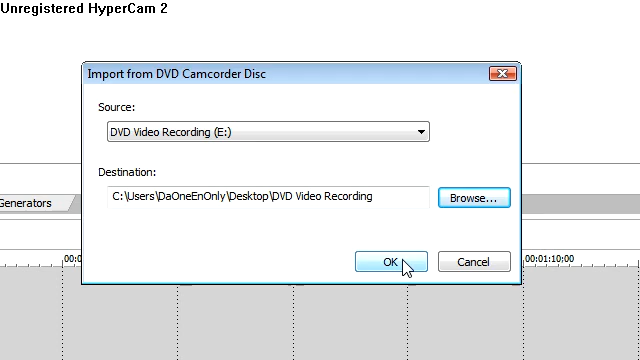 Unregistered HyperCam 2
Import from DVD Camcorder Disc
Source:
DVD Video Recording (E:)
Destination:
C:\Users\DaOneEnOnly\Desktop\DVD Video Recording
Browse...
Generators
OK
Cancel
00:01:10;00